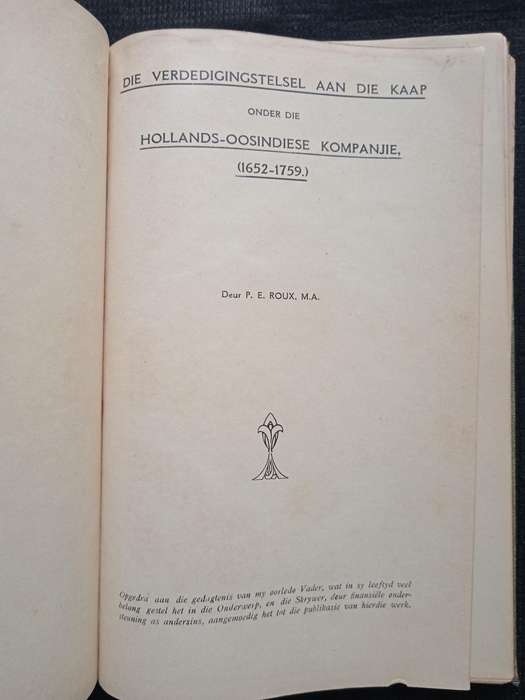 DIE VERDEDIGINGSTELSEL AAN DIE KAAP
ONDER DIE
HOLLANDS-OOSINDIESE KOMPANJIE,
(1652-1759.)
Deur P. E. ROUX, M.A.
Opgedra aan die gedagtenis van my oorlede Vader, wat in sy leeftyd veel
belang gestel het in die Onderwerp, en die Skrywer, deur finansiële onder-
steuning as andersins, aangemoedig het tot die publikasie van hierdie werk.